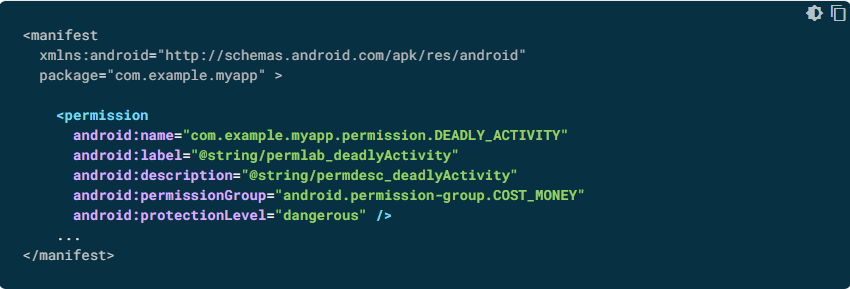 <manifest
xmlns:android="http://schemas.android.com/apk/res/android"
package="com.example.myapp" >
<permission
android:name="com.example.myapp.permission.DEADLY_ACTIVITY"
android:label="@string/permlab_deadlyActivity"
android:description="@string/permdesc_deadlyActivity"
android:permissionGroup="android.permission-group.COST_MONEY"
android:protectionLevel="dangerous" />
...
</manifest>